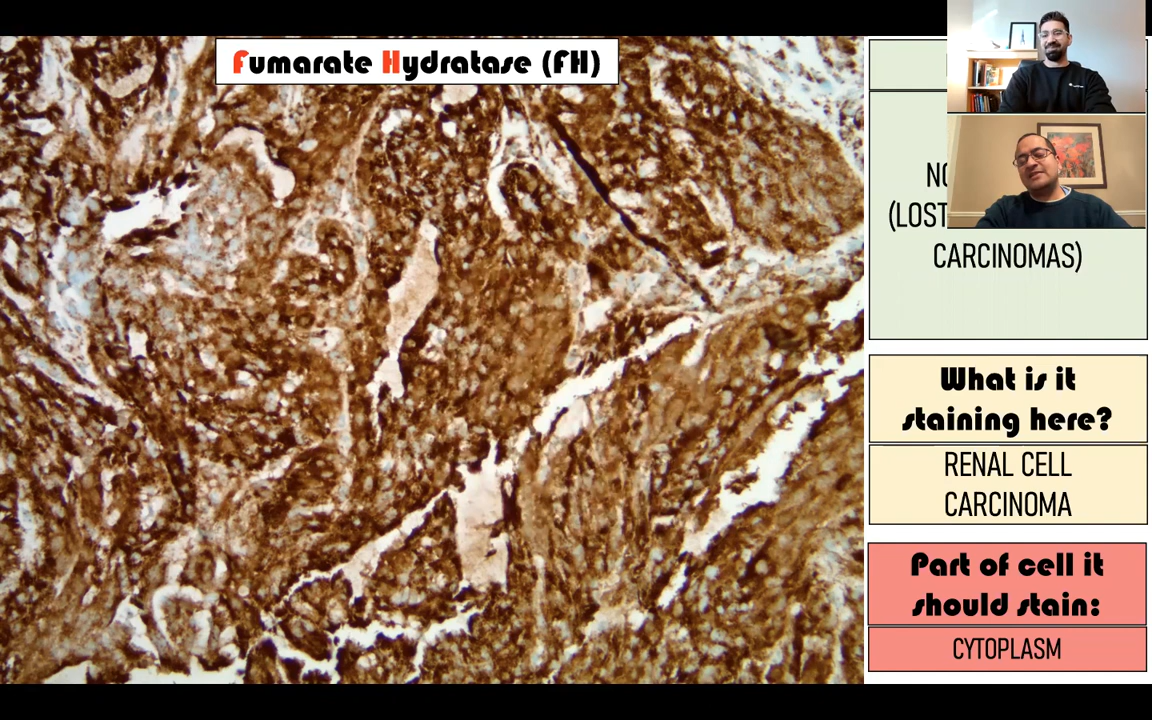 Fumarate Hydratase (FH)
(LOST
CARCINOMAS)
What is it
staining here?
RENAL CELL
CARCINOMA
Part of cell it
should stain:
CYTOPLASM